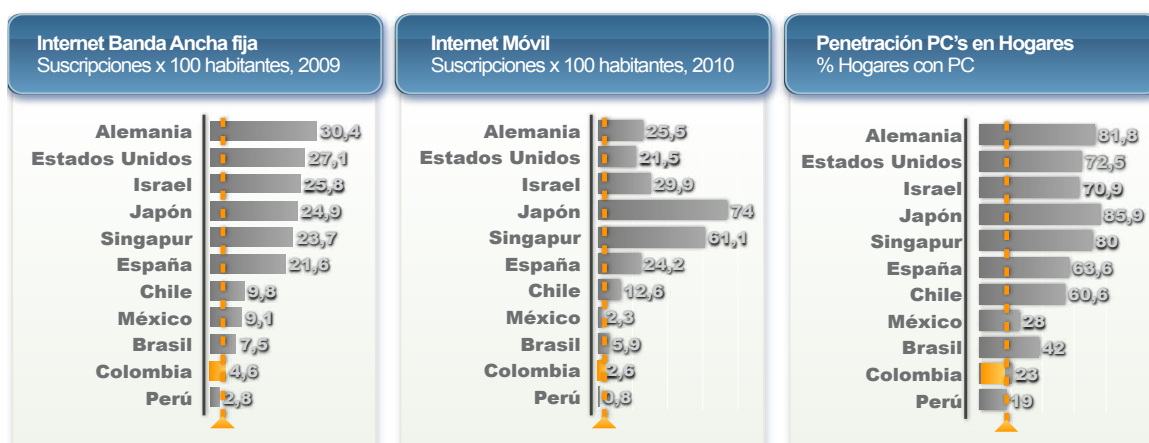 Internet Banda Ancha fija
Suscripciones x 100 habitantes, 2009
Alemania 30,4
Estados Unidos 27,1
Israel 25,8
Japón 24,9
Singapur 23,7
España 21,6
Chile 9,8
México 9,1
Brasil 7,5
Colombia 4,6
Perú 2,8
Internet Móvil
Suscripciones x 100 habitantes, 2010
Alemania 25,5
Estados Unidos 21,5
Israel 29,9
Japón 74
Singapur 61,1
España 24,2
Chile 12,6
México 2,3
Brasil 5,9
Colombia 2,6
Perú 0,8
Penetración PC's en Hogares
% Hogares con PC
Alemania 81,8
Estados Unidos 72,5
Israel 70,9
Japón 85,9
Singapur 80
España 63,6
Chile 60,6
México 28
Brasil 42
Colombia 23
Perú 19